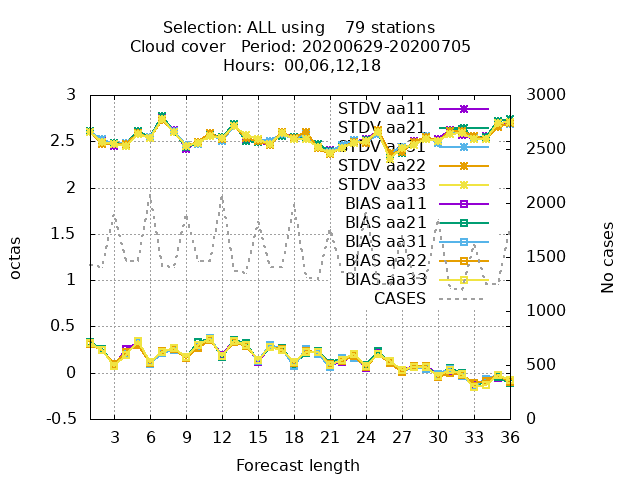 Selection: ALL using    79 stations
Cloud cover   Period: 20200629-20200705
Hours:  00,06,12,18
3
2.5
2
1.5
1
0.5
0
-0.5
3000
2500
2000
1500
1000
500
0
octas
No cases
STDV aa11
STDV aa21
STDV aa31
STDV aa22
STDV aa33
BIAS aa11
BIAS aa21
BIAS aa31
BIAS aa22
BIAS aa33
CASES
3 6 9 12 15 18 21 24 27 30 33 36
Forecast length